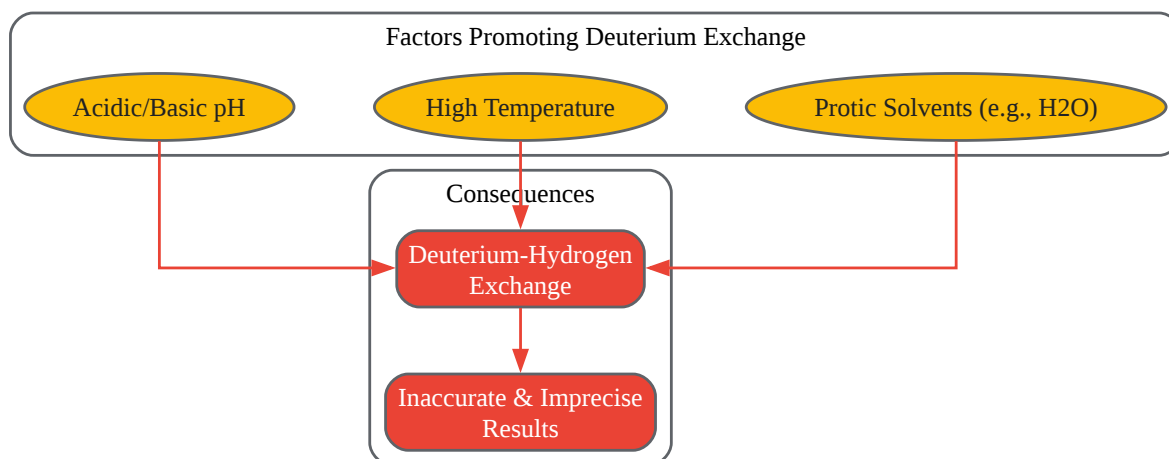 Factors Promoting Deuterium Exchange
Acidic/Basic pH
High Temperature
Protic Solvents (e.g., H2O)
Consequences
Deuterium-Hydrogen
Exchange
Inaccurate & Imprecise
Results